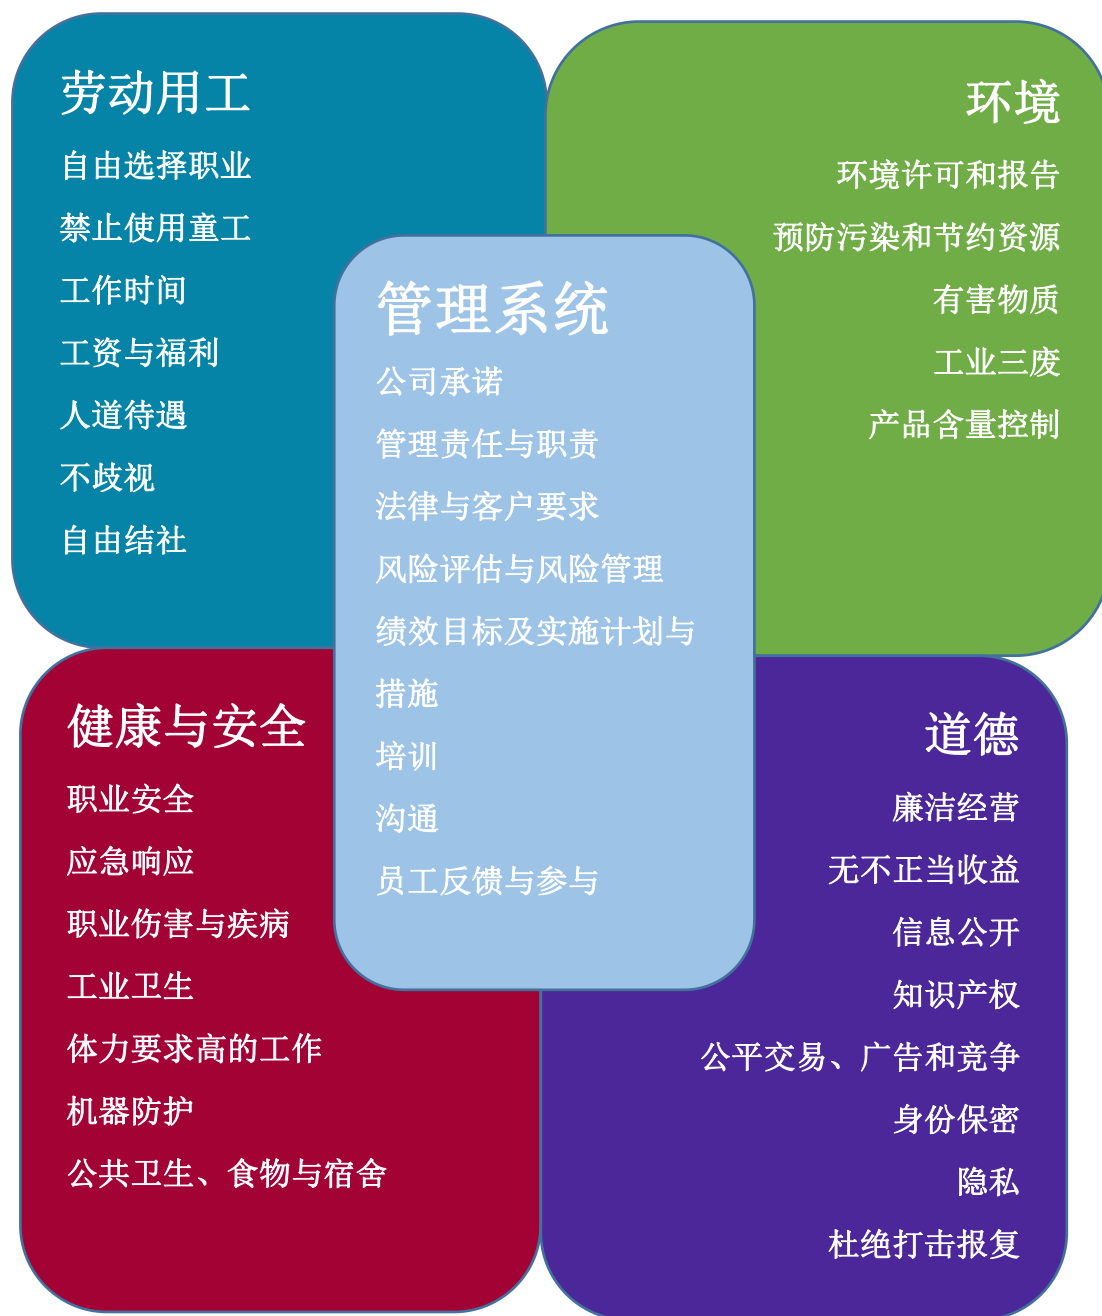 劳动用工
自由选择职业
禁止使用童工
工作时间
工资与福利
人道待遇
不歧视
自由结社
环境
环境许可和报告
预防污染和节约资源
有害物质
工业三废
产品含量控制
管理系统
公司承诺
管理责任与职责
法律与客户要求
风险评估与风险管理
绩效目标及实施计划与
措施
培训
沟通
员工反馈与参与
健康与安全
职业安全
应急响应
职业伤害与疾病
工业卫生
体力要求高的工作
机器防护
公共卫生、食物与宿舍
道德
廉洁经营
无不正当收益
信息公开
知识产权
公平交易、广告和竞争
身份保密
隐私
杜绝打击报复